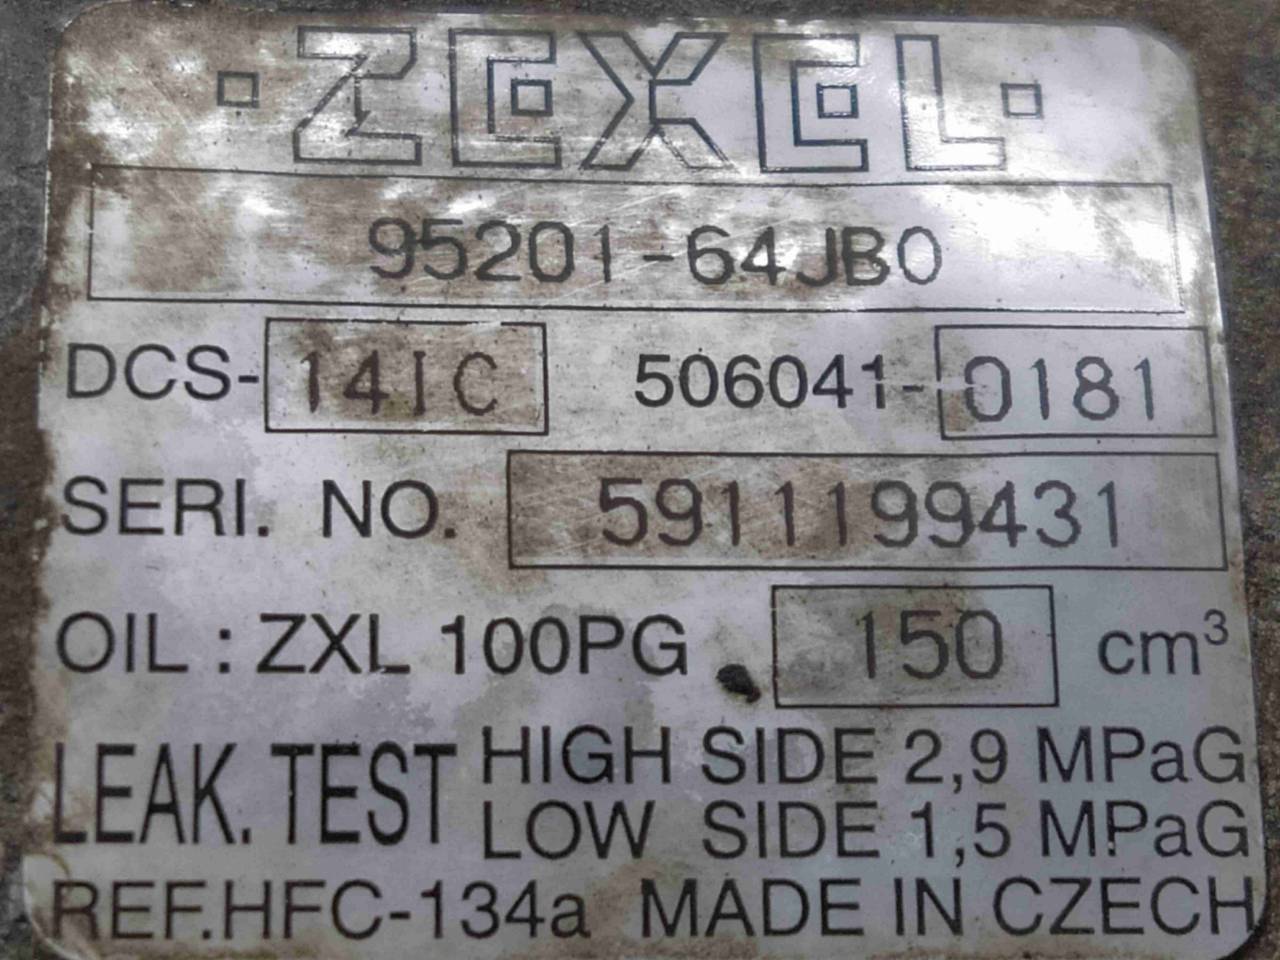 ZEXEL
95201-64JB0
DCS-14IC 506041-0181
SERI. NO. 5911199431
OIL : ZXL 100PG 150 cm³
LEAK. TEST HIGH SIDE 2,9 MPaG
LOW SIDE 1,5 MPaG
REF.HFC-134a MADE IN CZECH